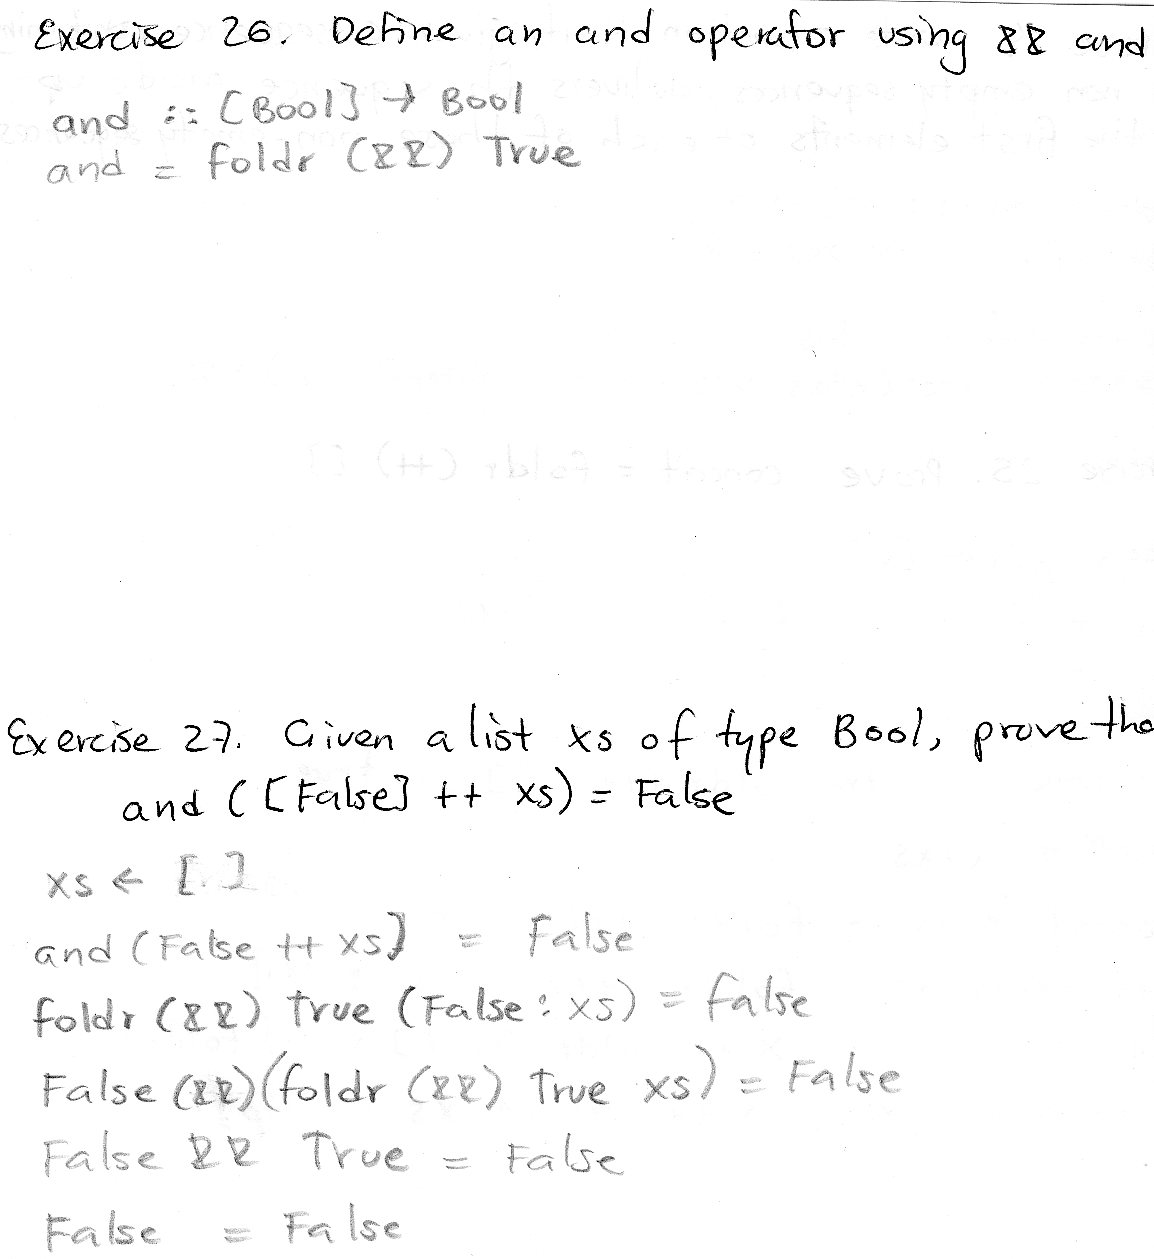 Exercise 26. Define an and operator using && and
and :: [Bool] → Bool
and = foldr (&&) True
Exercise 27. Given a list xs of type Bool, prove tha
and ([False] ++ xs) = False
xs ← [ ]
and (False ++ xs] = False
foldr (&&) true (False : xs) = false
False (&&)(foldr (&&) True xs) = False
False && True = False
False = False